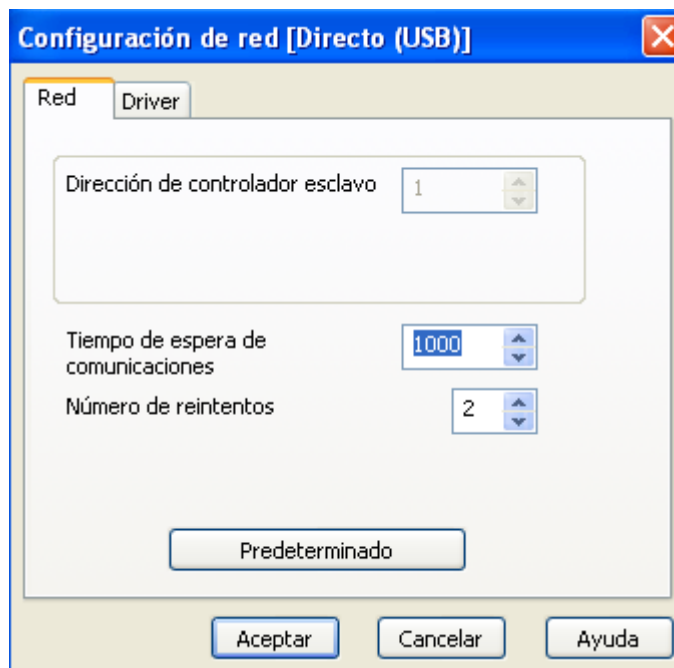 Configuración de red [Directo (USB)]
Red
Driver
Dirección de controlador esclavo
1
Tiempo de espera de
comunicaciones
1000
Número de reintentos
2
Predeterminado
Aceptar
Cancelar
Ayuda